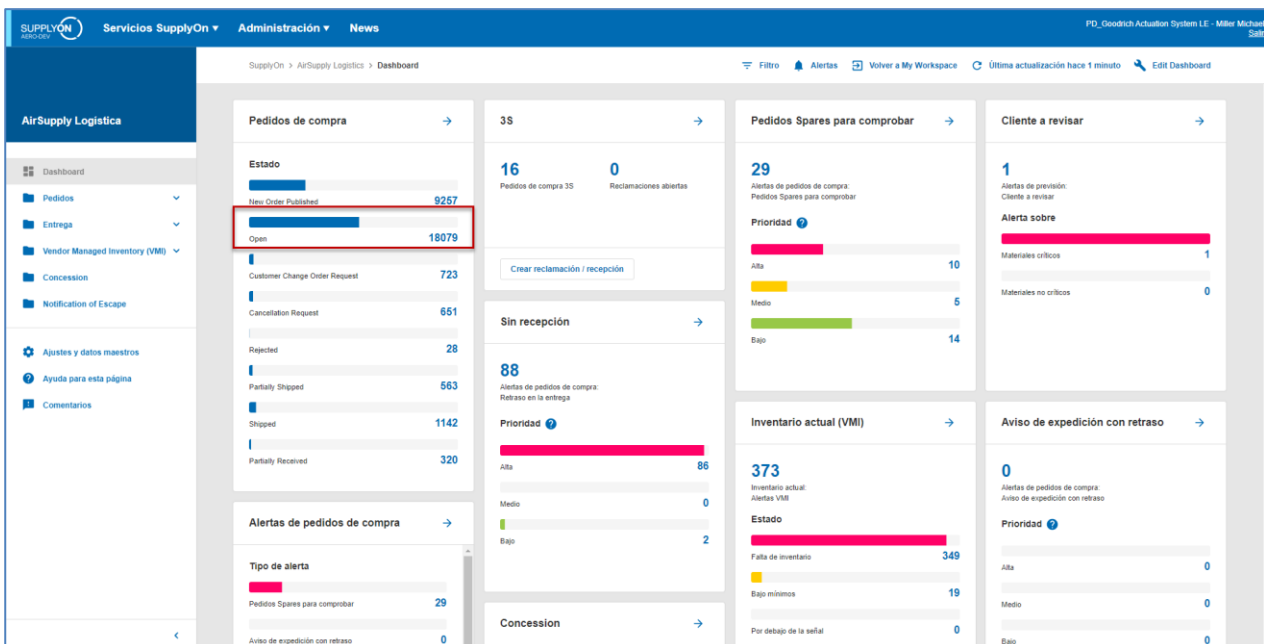 SUPPLYON
AERO-DEV
Servicios SupplyOn
Administración
News
PD_Goodrich Actuation System LE - Miller Michael
Salir
SupplyOn > AirSupply Logistics > Dashboard
Filtro
Alertas
Volver a My Workspace
Última actualización hace 1 minuto
Edit Dashboard
AirSupply Logística
Dashboard
Pedidos
Entrega
Vendor Managed Inventory (VMI)
Concession
Notification of Escape
Ajustes y datos maestros
Ayuda para esta página
Comentarios
Pedidos de compra
Estado
New Order Published 9257
Open 18079
Customer Change Order Request 723
Cancellation Request 651
Rejected 28
Partially Shipped 563
Shipped 1142
Partially Received 320
Alertas de pedidos de compra
Tipo de alerta
Pedidos Spares para comprobar 29
Aviso de expedición con retraso 0
3S
16 0
Pedidos de compra 3S Reclamaciones abiertas
Crear reclamación / recepción
Sin recepción
88
Alertas de pedidos de compra:
Retraso en la entrega
Prioridad
Alta 86
Medio 0
Bajo 2
Concession
Pedidos Spares para comprobar
29
Alertas de pedidos de compra:
Pedidos Spares para comprobar
Prioridad
Alta 10
Medio 5
Bajo 14
Inventario actual (VMI)
373
Inventario actual:
Alertas VMI
Estado
Falta de inventario 349
Bajo mínimos 19
Por debajo de la señal 0
Cliente a revisar
1
Alertas de previsión:
Cliente a revisar
Alerta sobre
Materiales críticos 1
Materiales no críticos 0
Aviso de expedición con retraso
0
Alertas de pedidos de compra:
Aviso de expedición con retraso
Prioridad
Alta 0
Medio 0
Bajo 0